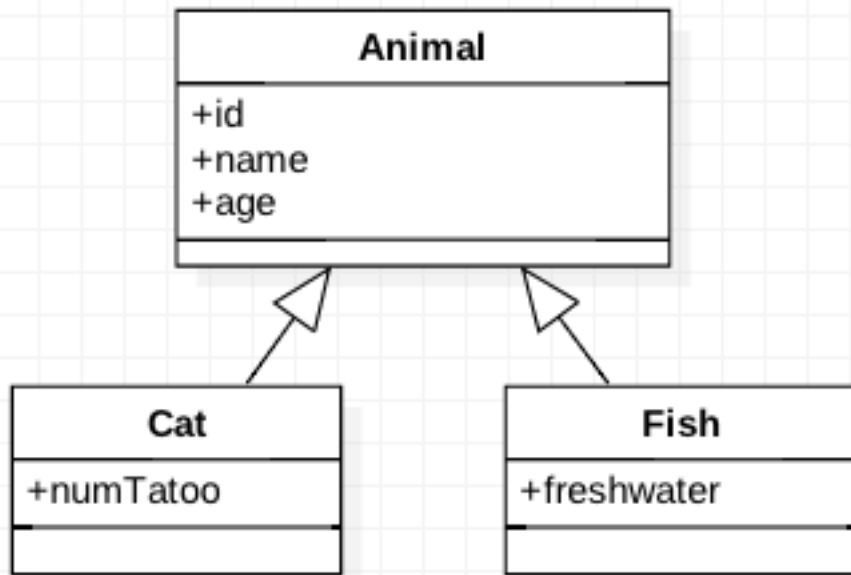 Animal
+id
+name
+age
Cat
+numTatoo
Fish
+freshwater